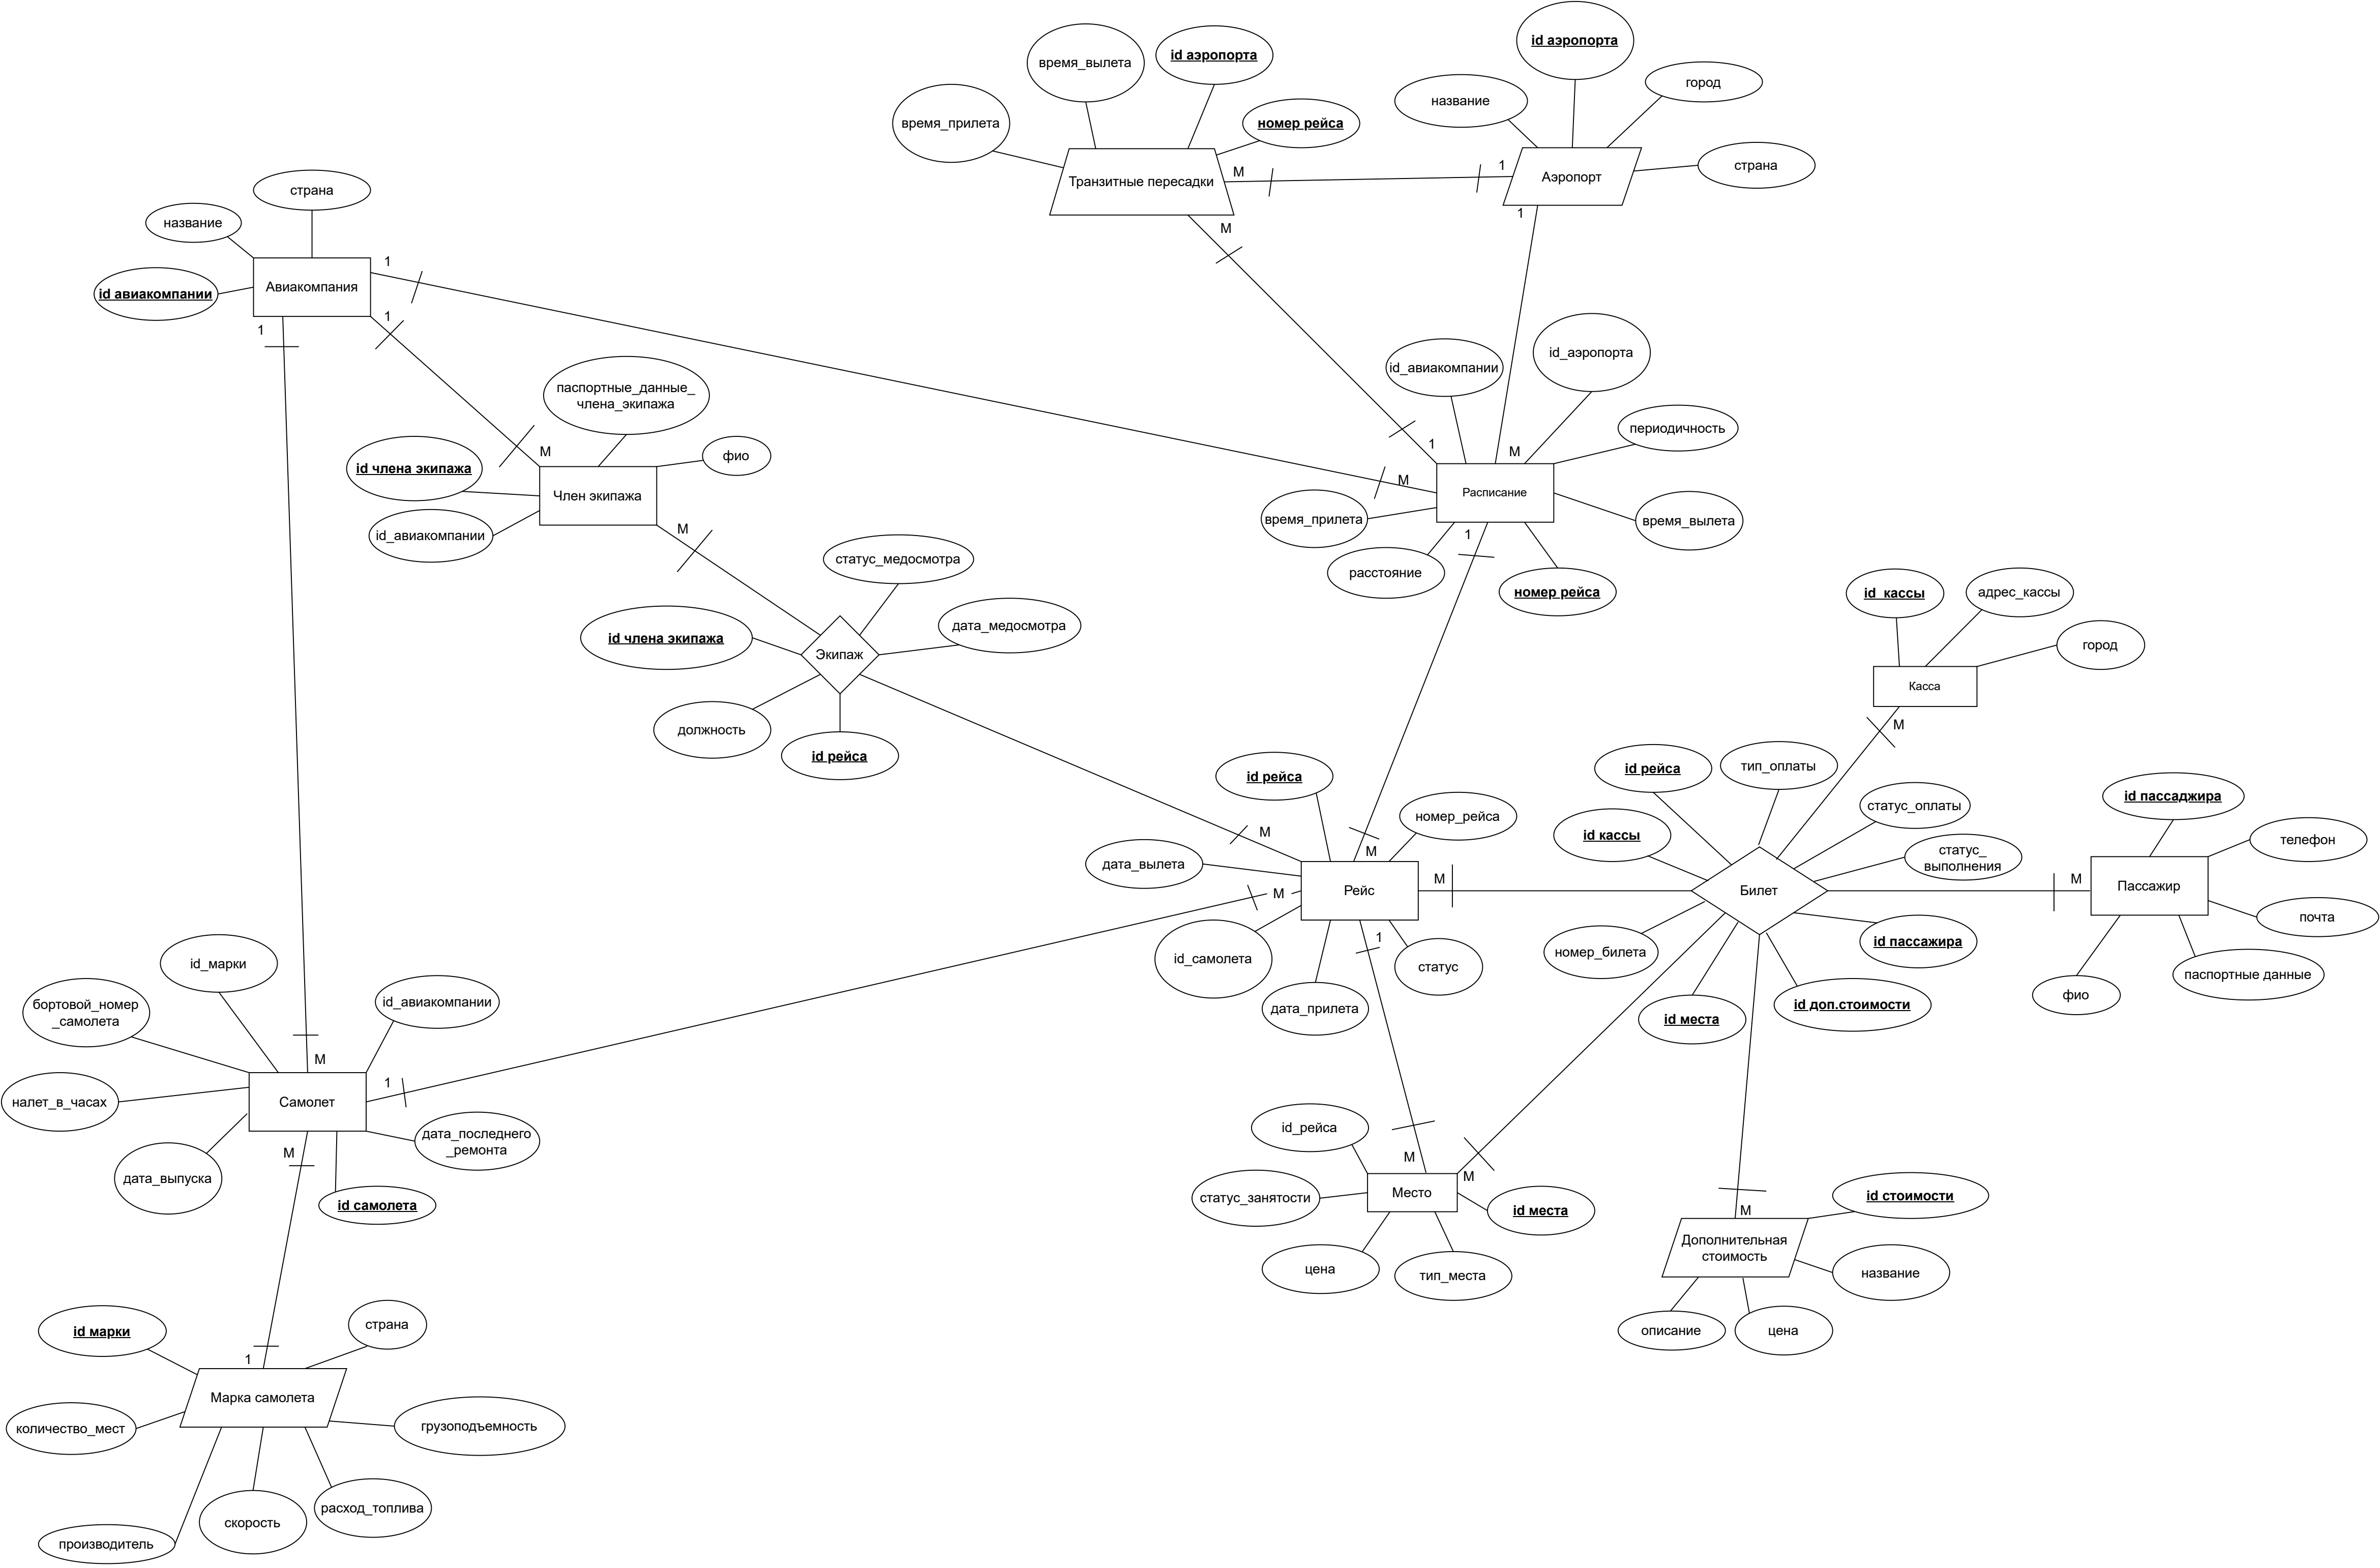 id аэропорта
время_вылета
id аэропорта
город
название
время_прилета
номер рейса
страна
М
1
Транзитные пересадки
Аэропорт
1
М
страна
название
1
Авиакомпания
id авиакомпании
1
1
id_аэропорта
id_авиакомпании
паспортные_данные_
члена_экипажа
периодичность
1
М
М
фио
id члена экипажа
М
Расписание
Член экипажа
время_прилета
время_вылета
М
1
id_авиакомпании
статус_медосмотра
расстояние
номер рейса
id  кассы
адрес_кассы
дата_медосмотра
id члена экипажа
город
Экипаж
Касса
М
должность
id рейса
id рейса
id рейса
тип_оплаты
id пассаджира
статус_оплаты
номер_рейса
М
id кассы
телефон
М
статус_
выполнения
дата_вылета
М
М
М
Рейс
Билет
Пассажир
почта
1
id пассажира
номер_билета
id_самолета
статус
паспортные данные
id_марки
фио
id_авиакомпании
бортовой_номер
_самолета
id доп.стоимости
дата_прилета
id места
М
1
налет_в_часах
Самолет
id_рейса
дата_последнего
_ремонта
М
М
М
дата_выпуска
Место
статус_занятости
id стоимости
id самолета
id места
М
Дополнительная
стоимость
цена
тип_места
название
id марки
страна
описание
цена
1
Марка самолета
количество_мест
грузоподъемность
расход_топлива
скорость
производитель